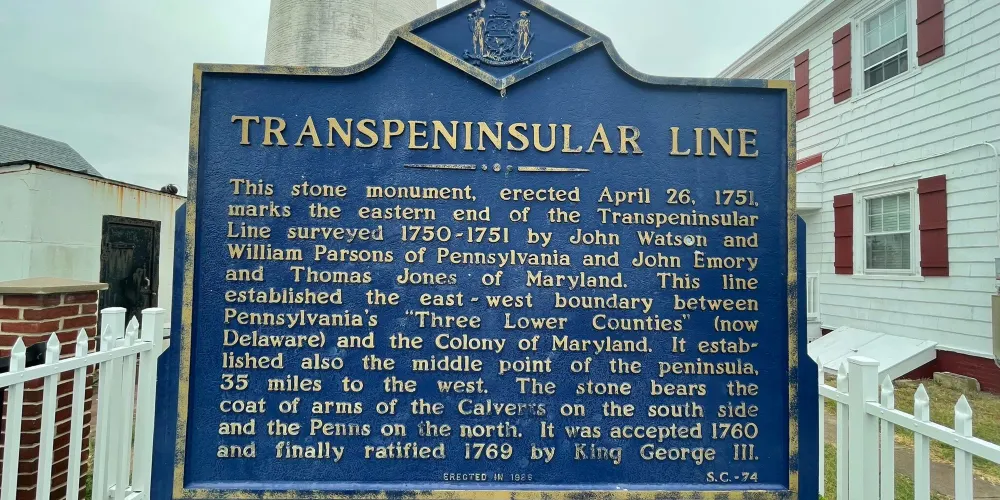 TRANSPENINSULAR LINE
This stone monument, erected April 26, 1751,
marks the eastern end of the Transpeninsular
Line surveyed 1750-1751 by John Watson and
William Parsons of Pennsylvania and John Emory
and Thomas Jones of Maryland. This line
established the east-west boundary between
Pennsylvania's "Three Lower Counties" (now
Delaware) and the Colony of Maryland. It estab-
lished also the middle point of the peninsula,
35 miles to the west. The stone bears the
coat of arms of the Calverts on the south side
and the Penns on the north. It was accepted 1760
and finally ratified 1769 by King George III.
ERECTED IN 1929 S.C.-74